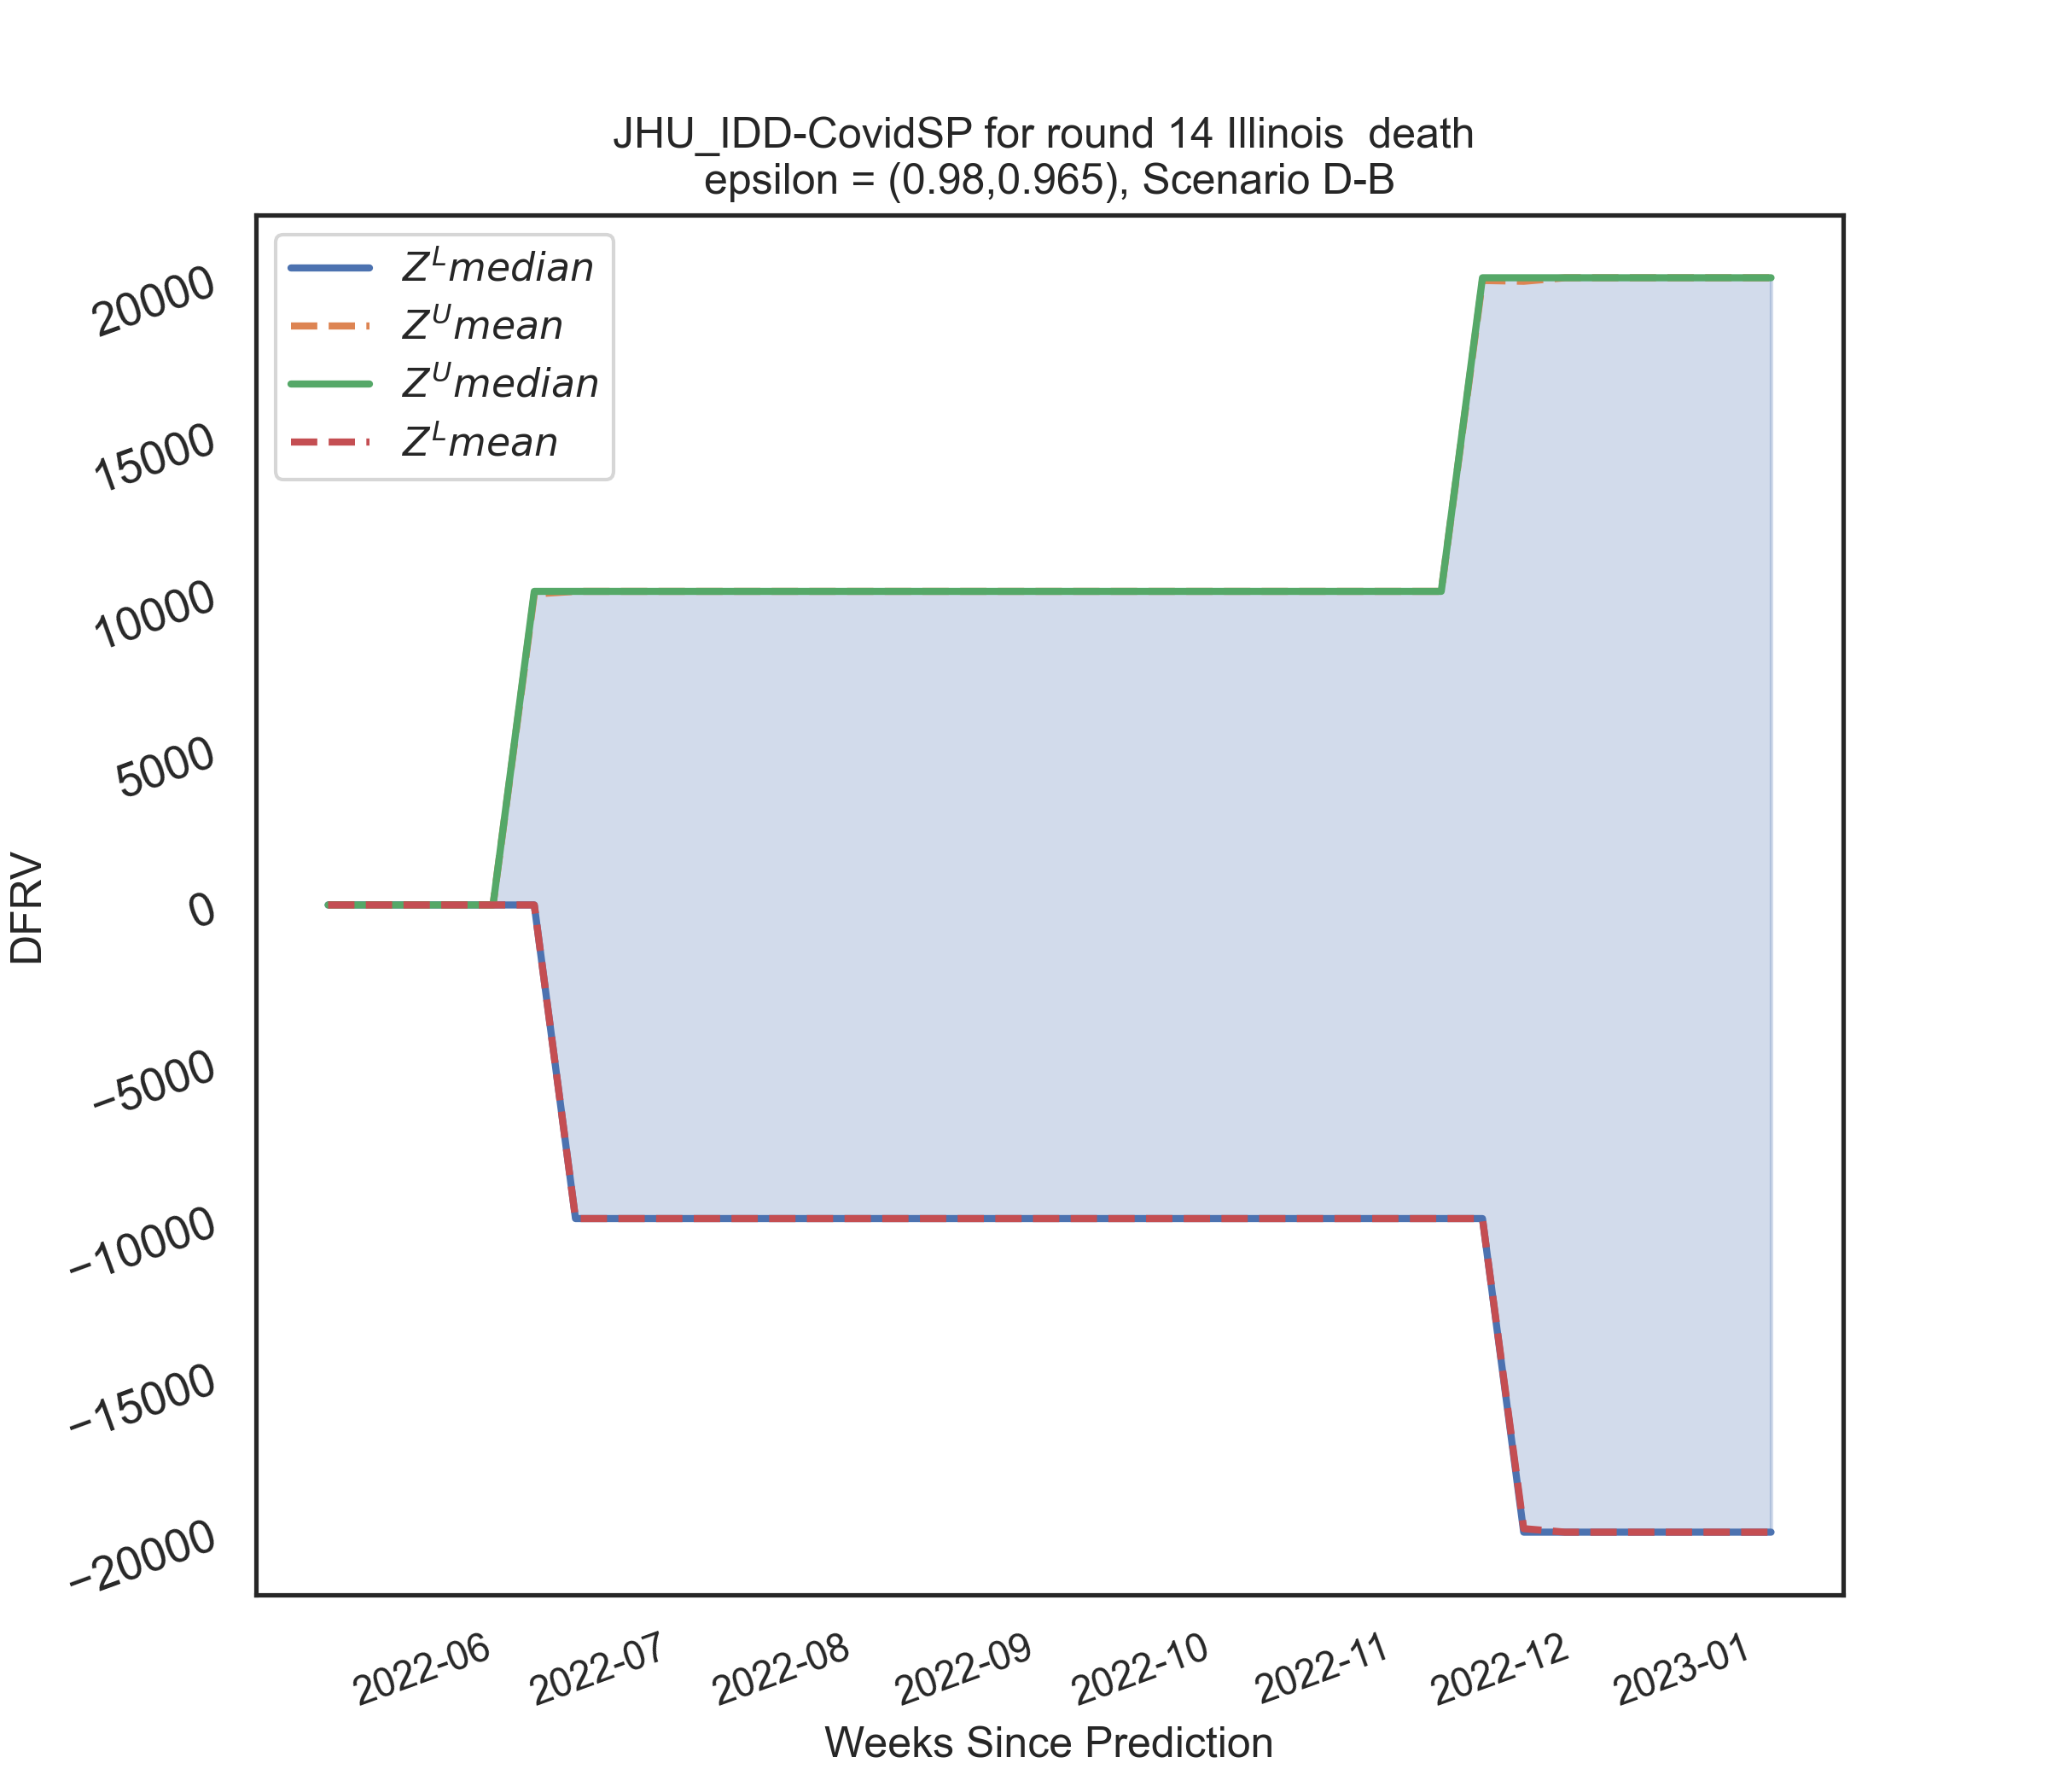 JHU_IDD-CovidSP for round 14 Illinois  death
epsilon = (0.98,0.965), Scenario D-B
Z^L median
Z^U mean
Z^U median
Z^L mean
20000
15000
10000
5000
0
−5000
−10000
−15000
−20000
DFRV
2022-06
2022-07
2022-08
2022-09
2022-10
2022-11
2022-12
2023-01
Weeks Since Prediction